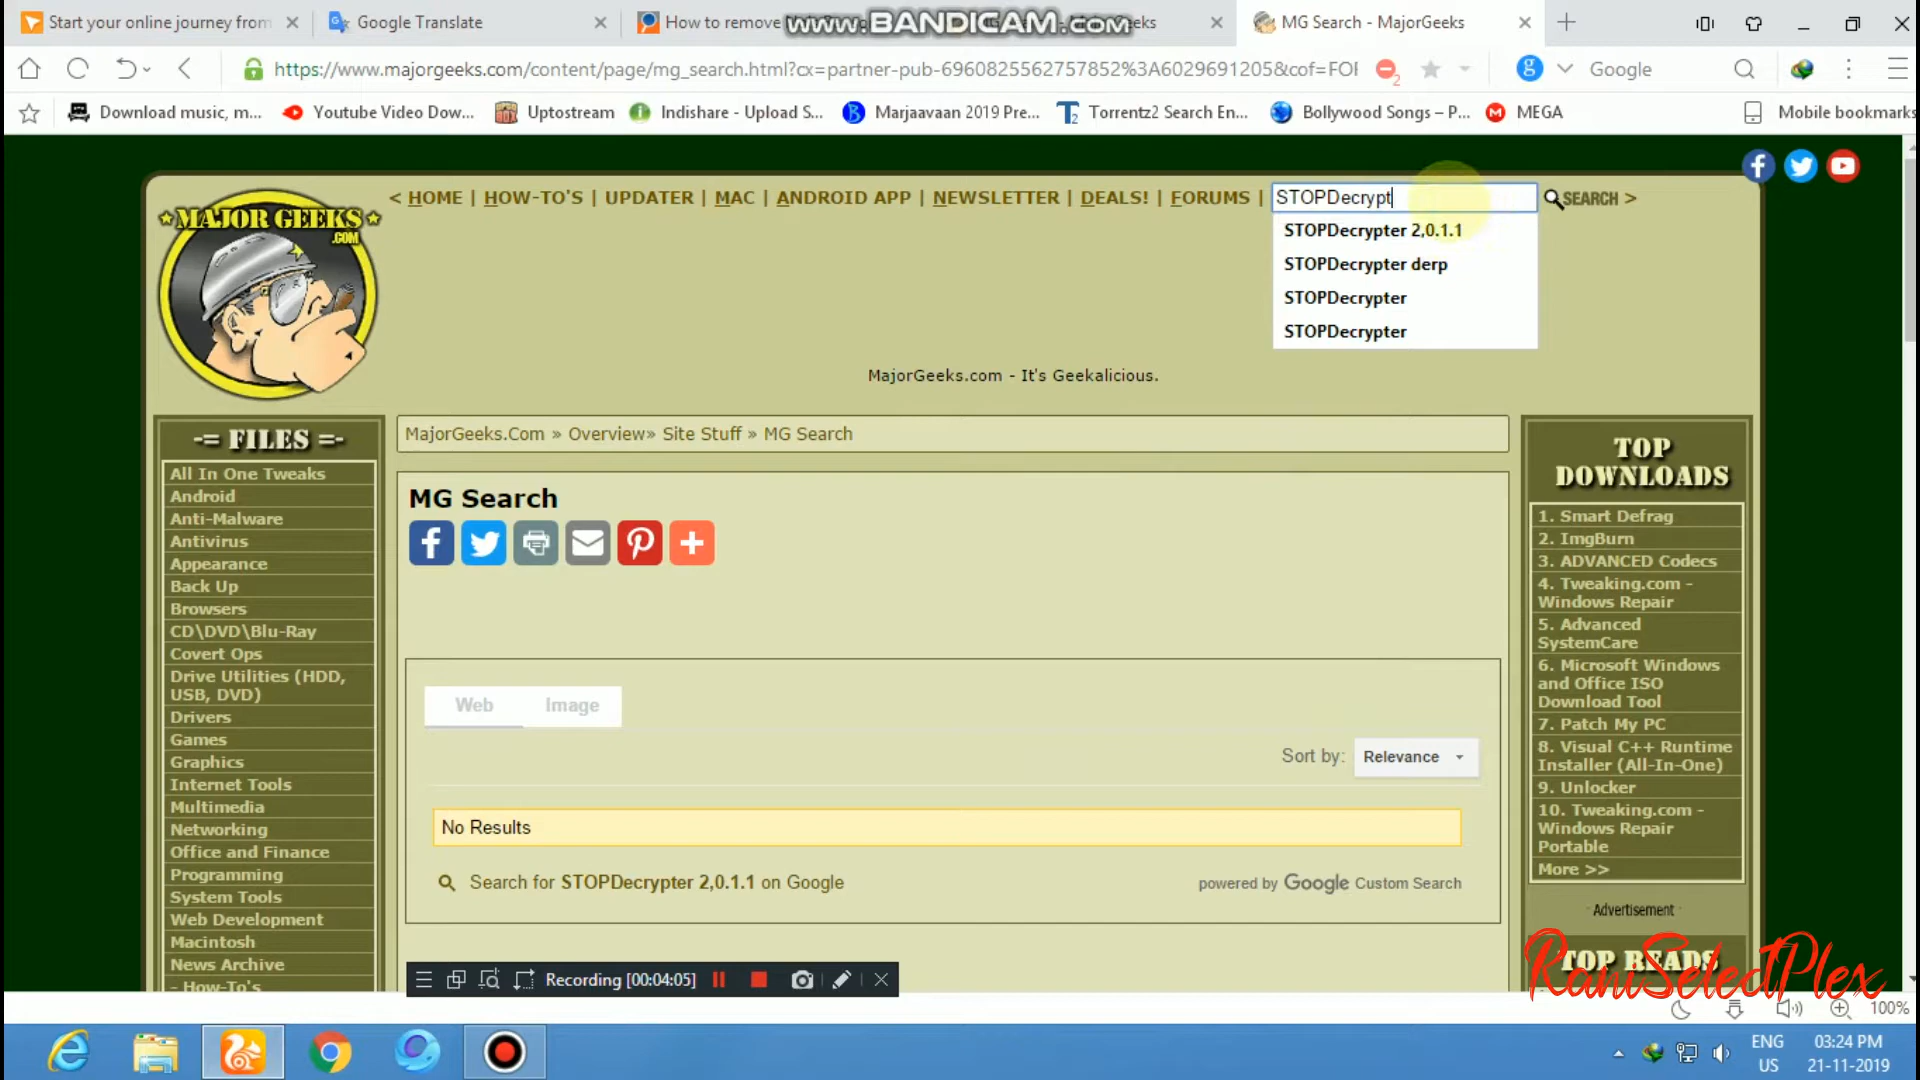 Start your online journey from
Google Translate
How to remove
Geeks
MG Search - MajorGeeks
www.BANDICAM.com
https://www.majorgeeks.com/content/page/mg_search.html?cx=partner-pub-6960825562757852%3A6029691205&cof=FOI
2
Google
Download music, m...
Youtube Video Dow...
Uptostream
Indishare - Upload S...
Marjaavaan 2019 Pre...
Torrentz2 Search En...
Bollywood Songs – P...
MEGA
Mobile bookmarks
MAJOR GEEKS
.COM
< HOME | HOW-TO'S | UPDATER | MAC | ANDROID APP | NEWSLETTER | DEALS! | FORUMS |
STOPDecrypt
SEARCH >
STOPDecrypter 2,0.1.1
STOPDecrypter derp
STOPDecrypter
STOPDecrypter
MajorGeeks.com - It's Geekalicious.
-= FILES =-
All In One Tweaks
Android
Anti-Malware
Antivirus
Appearance
Back Up
Browsers
CD\DVD\Blu-Ray
Covert Ops
Drive Utilities (HDD,
USB, DVD)
Drivers
Games
Graphics
Internet Tools
Multimedia
Networking
Office and Finance
Programming
System Tools
Web Development
Macintosh
News Archive
- How-To's
MajorGeeks.Com » Overview» Site Stuff » MG Search
MG Search
Web
Image
Sort by:
Relevance
No Results
Search for STOPDecrypter 2,0.1.1 on Google
powered by Google Custom Search
TOP
DOWNLOADS
1. Smart Defrag
2. ImgBurn
3. ADVANCED Codecs
4. Tweaking.com -
Windows Repair
5. Advanced
SystemCare
6. Microsoft Windows
and Office ISO
Download Tool
7. Patch My PC
8. Visual C++ Runtime
Installer (All-In-One)
9. Unlocker
10. Tweaking.com -
Windows Repair
Portable
More >>
- Advertisement -
TOP READS
RaniSelectPlex
Recording [00:04:05]
100%
ENG
US
03:24 PM
21-11-2019